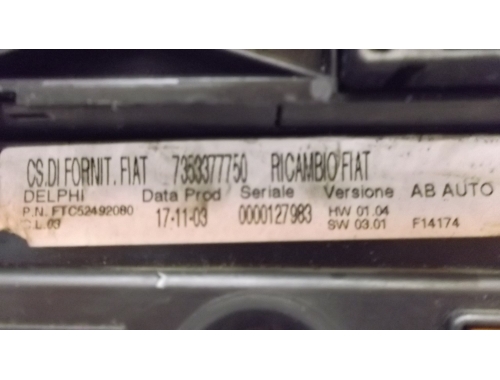 CS.DI FORNIT. FIAT 7353377750 RICAMBIO FIAT
DELPHI Data Prod Seriale Versione AB AUTO
P.N. FTC52492080 17-11-03 0000127983 HW 01.04
C.L. 03 SW 03.01 F14174